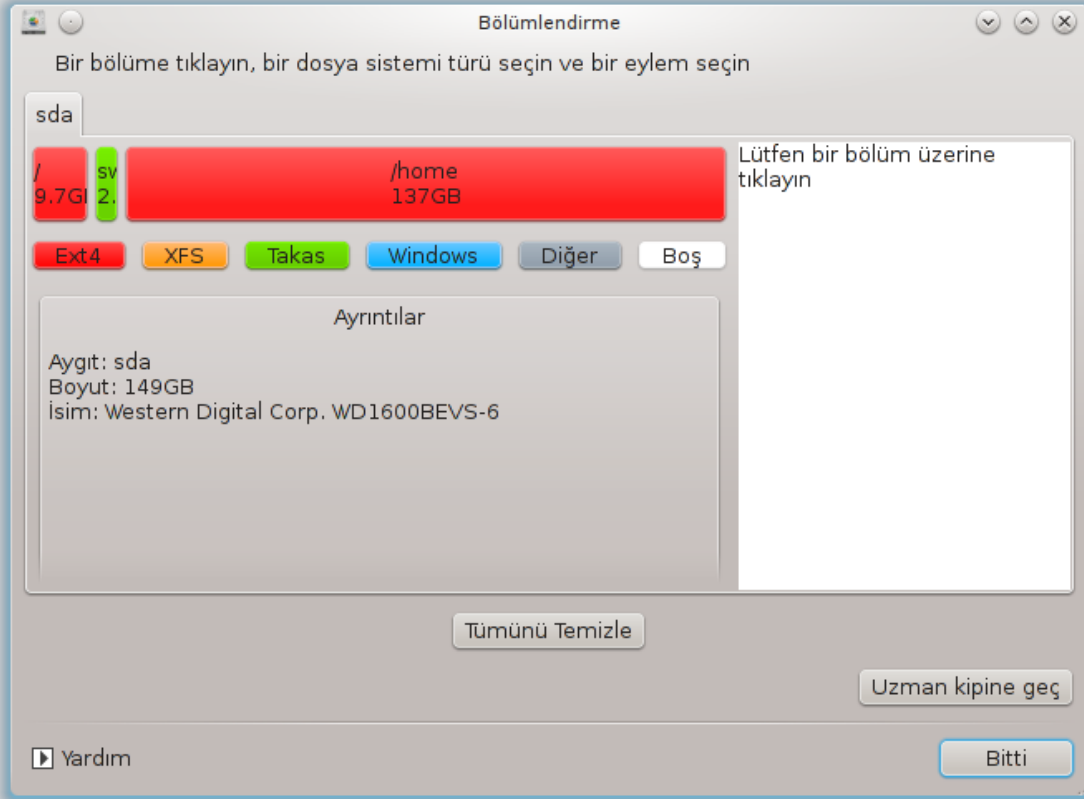 Bölümlendirme
Bir bölüme tıklayın, bir dosya sistemi türü seçin ve bir eylem seçin
sda
/
/home
137GB
Lütfen bir bölüm üzerine
tıklayın
Ext4 XFS Takas Windows Diğer Boş
Ayrıntılar
Aygıt: sda
Boyut: 149GB
İsim: Western Digital Corp. WD1600BEVS-6
Tümünü Temizle
Uzman kipine geç
Yardım
Bitti